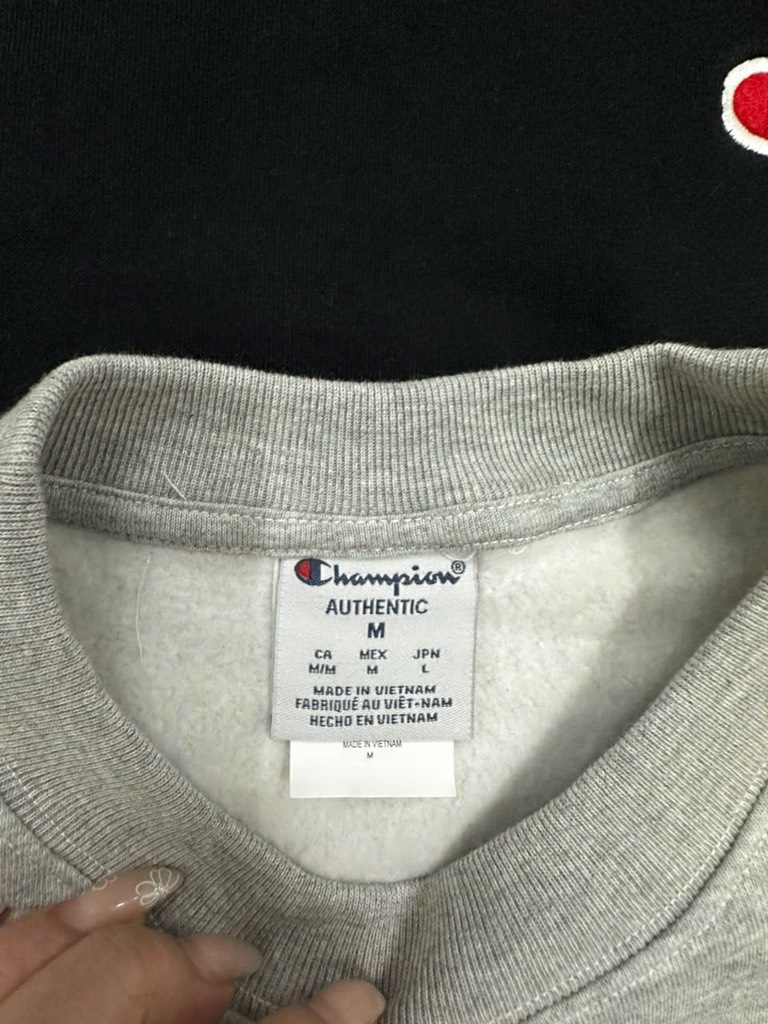 Champion®
AUTHENTIC
M
CA MEX JPN
M/M M L
MADE IN VIETNAM
FABRIQUÉ AU VIÊT-NAM
HECHO EN VIETNAM
MADE IN VIETNAM
M